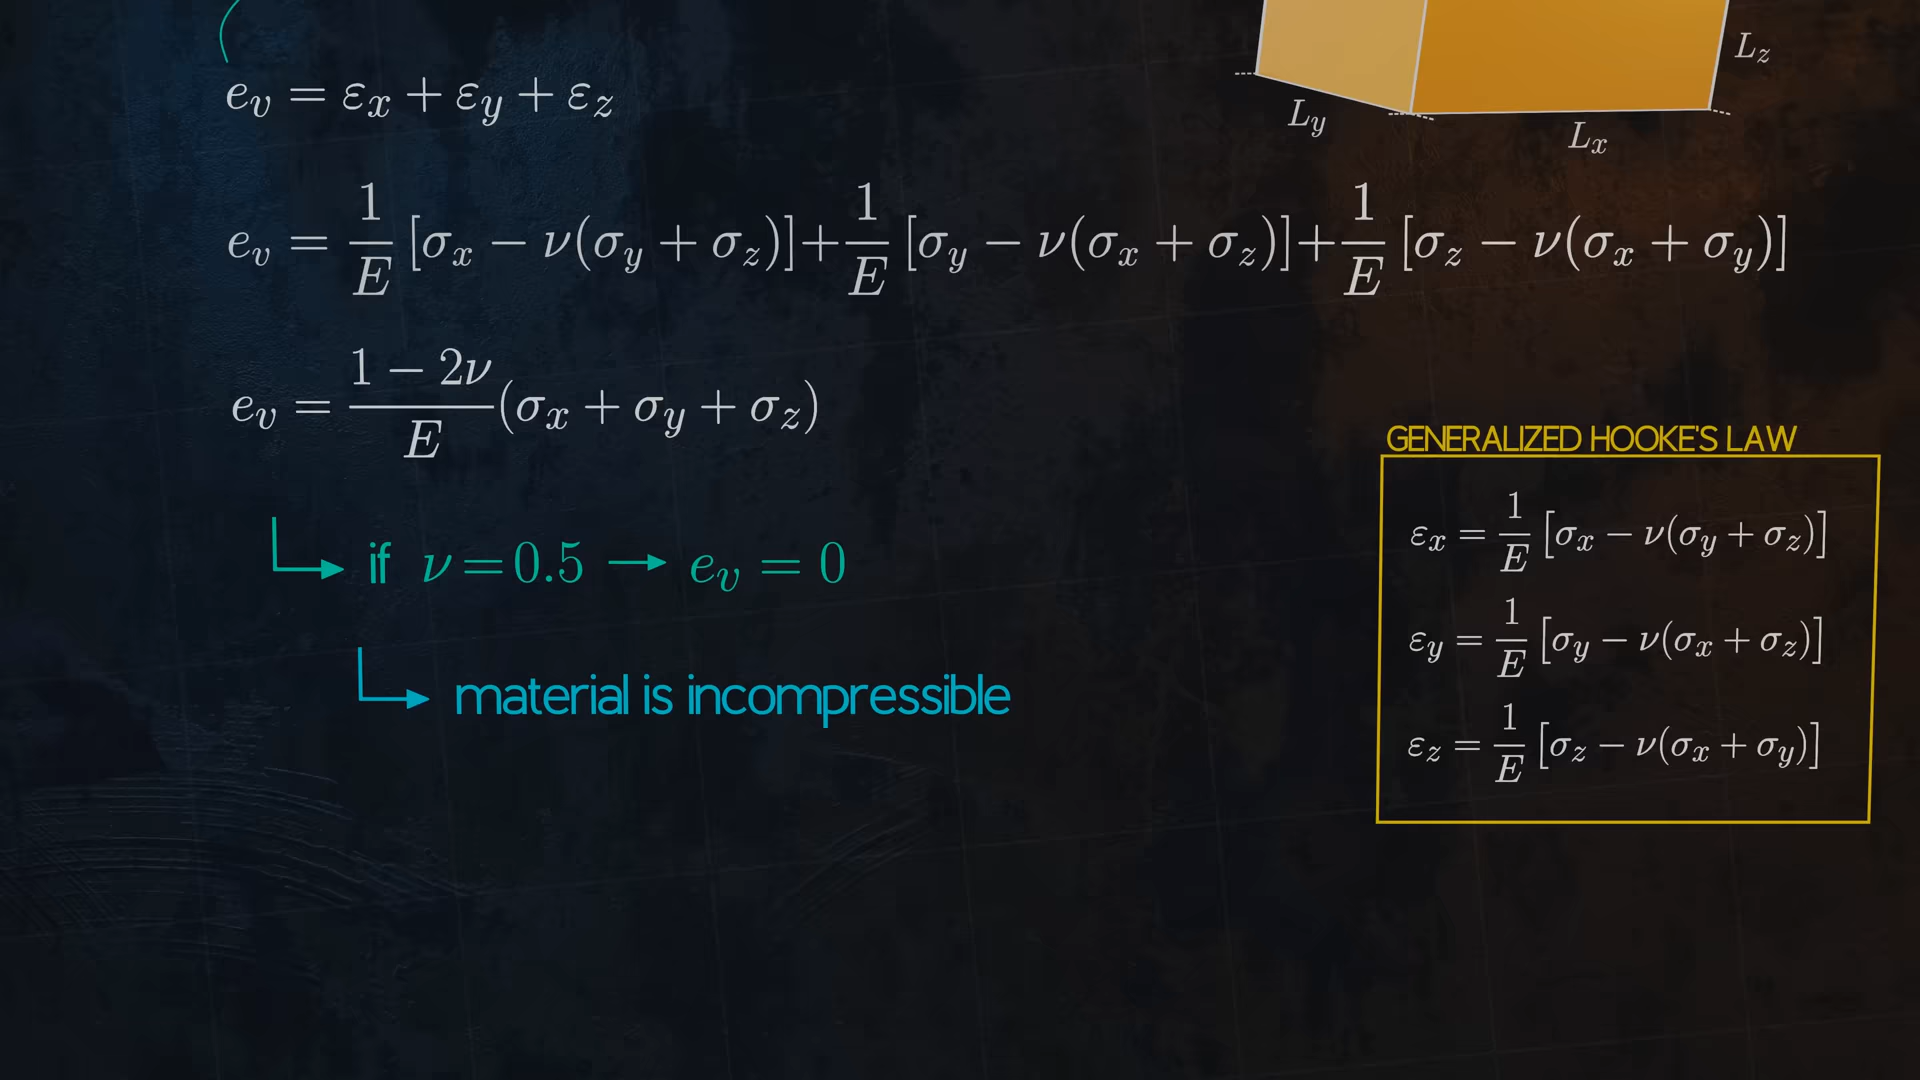 L_z
L_y
L_x
e_v = ε_x + ε_y + ε_z
e_v = 1/E [σ_x − ν(σ_y + σ_z)] + 1/E [σ_y − ν(σ_x + σ_z)] + 1/E [σ_z − ν(σ_x + σ_y)]
e_v = (1 − 2ν)/E (σ_x + σ_y + σ_z)
if ν = 0.5 → e_v = 0
material is incompressible
GENERALIZED HOOKE'S LAW
ε_x = 1/E [σ_x − ν(σ_y + σ_z)]
ε_y = 1/E [σ_y − ν(σ_x + σ_z)]
ε_z = 1/E [σ_z − ν(σ_x + σ_y)]